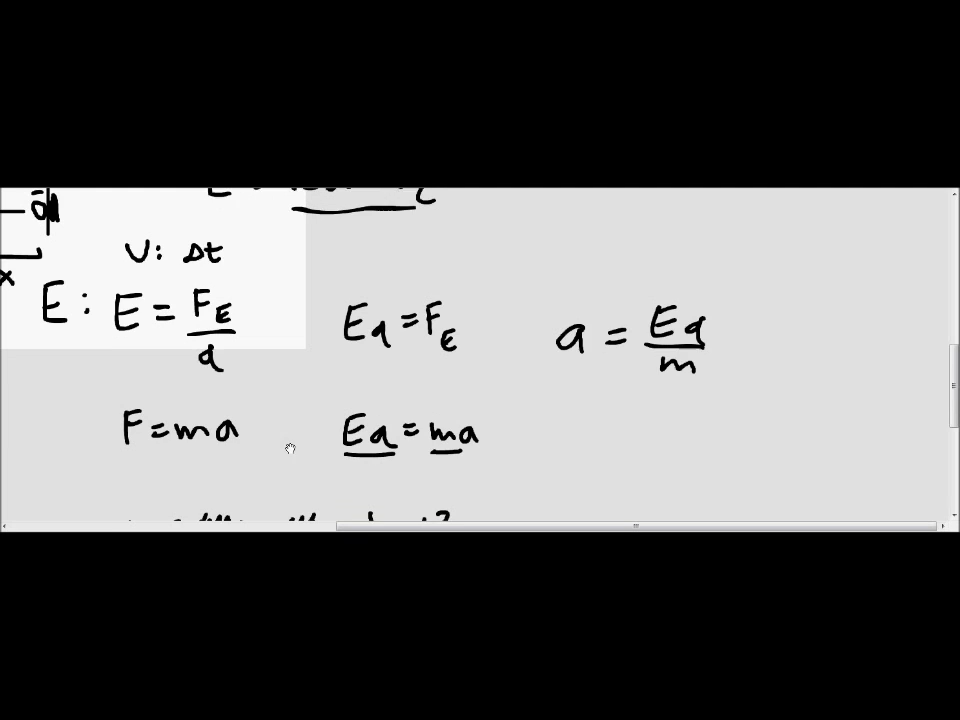 V: Δt
E: E = F_E / q    Eq = F_E    a = Eq / m
F = ma    Eq = ma